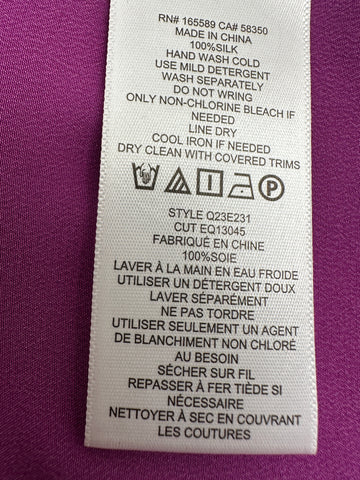 RN# 165589 CA# 58350
MADE IN CHINA
100%SILK
HAND WASH COLD
USE MILD DETERGENT
WASH SEPARATELY
DO NOT WRING
ONLY NON-CHLORINE BLEACH IF
NEEDED
LINE DRY
COOL IRON IF NEEDED
DRY CLEAN WITH COVERED TRIMS
P
STYLE Q23E231
CUT EQ13045
FABRIQUÉ EN CHINE
100%SOIE
LAVER À LA MAIN EN EAU FROIDE
UTILISER UN DÉTERGENT DOUX
LAVER SÉPARÉMENT
NE PAS TORDRE
UTILISER SEULEMENT UN AGENT
DE BLANCHIMENT NON CHLORÉ
AU BESOIN
SÉCHER SUR FIL
REPASSER À FER TIÈDE SI
NÉCESSAIRE
NETTOYER À SEC EN COUVRANT
LES COUTURES